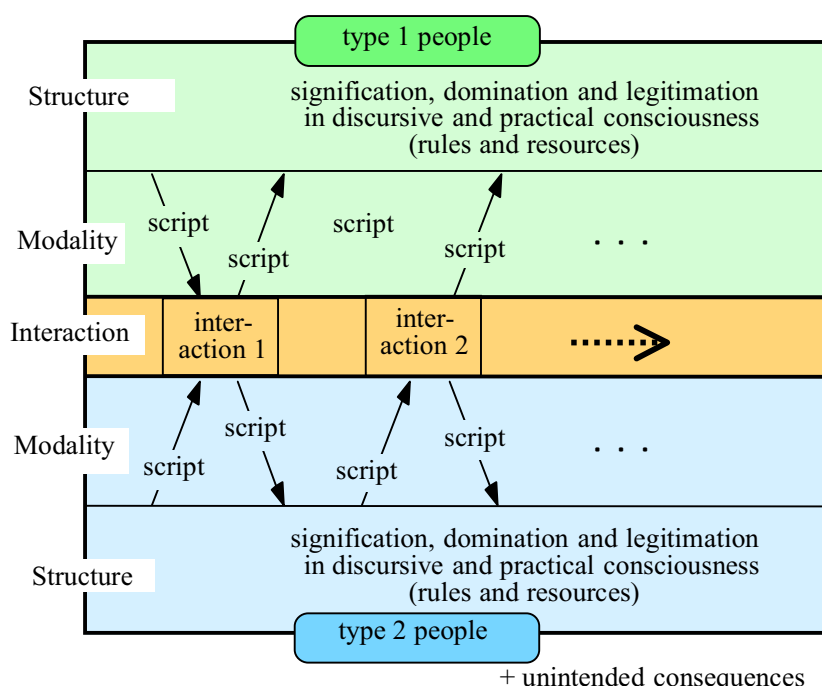 type 1 people
Structure
signification, domination and legitimation
in discursive and practical consciousness
(rules and resources)
Modality
script
script
script
script
. . .
Interaction
inter-
action 1
inter-
action 2
Modality
script
script
script
script
. . .
Structure
signification, domination and legitimation
in discursive and practical consciousness
(rules and resources)
type 2 people
+ unintended consequences